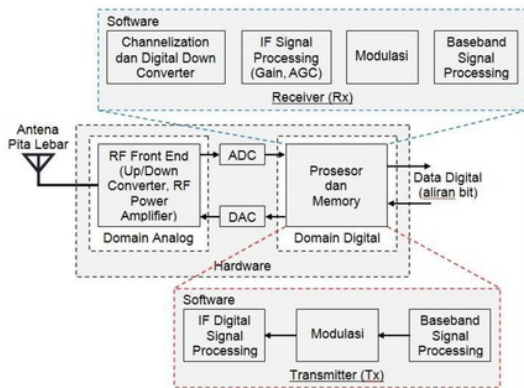 Software
Channelization
dan Digital Down
Converter
IF Signal
Processing
(Gain, AGC)
Modulasi
Baseband
Signal
Processing
Receiver (Rx)
Antena
Pita Lebar
RF Front End
(Up/Down
Converter, RF
Power
Amplifier)
ADC
DAC
Prosesor
dan
Memory
Data Digital
(aliran bit)
Domain Analog
Domain Digital
Hardware
Software
IF Digital
Signal
Processing
Modulasi
Baseband
Signal
Processing
Transmitter (Tx)